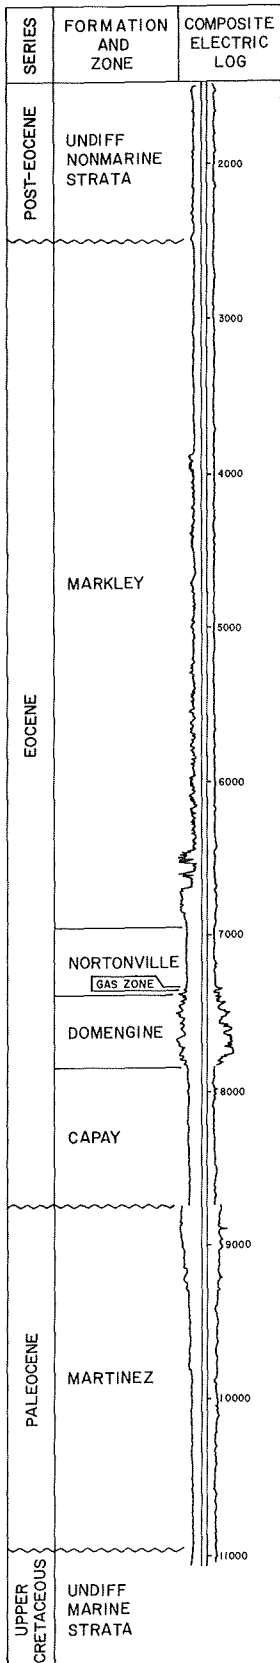 SERIES
FORMATION
AND
ZONE
COMPOSITE
ELECTRIC
LOG
POST-EOCENE
UNDIFF
NONMARINE
STRATA
2000
3000
4000
EOCENE
MARKLEY
5000
6000
7000
NORTONVILLE
GAS ZONE
DOMENGINE
8000
CAPAY
9000
PALEOCENE
MARTINEZ
10000
11000
UPPER
CRETACEOUS
UNDIFF
MARINE
STRATA